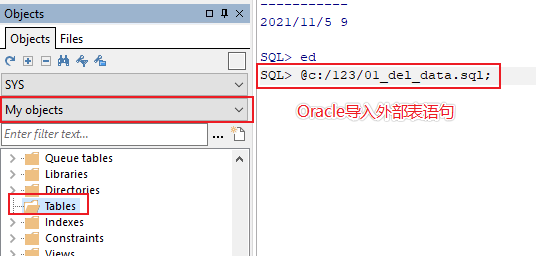 Objects
Objects
Files
SYS
My objects
Enter filter text...
...
Queue tables
Libraries
Directories
Tables
Indexes
Constraints
Views
-----------
2021/11/5 9
SQL> ed
SQL> @c:/123/01_del_data.sql;
Oracle导入外部表语句